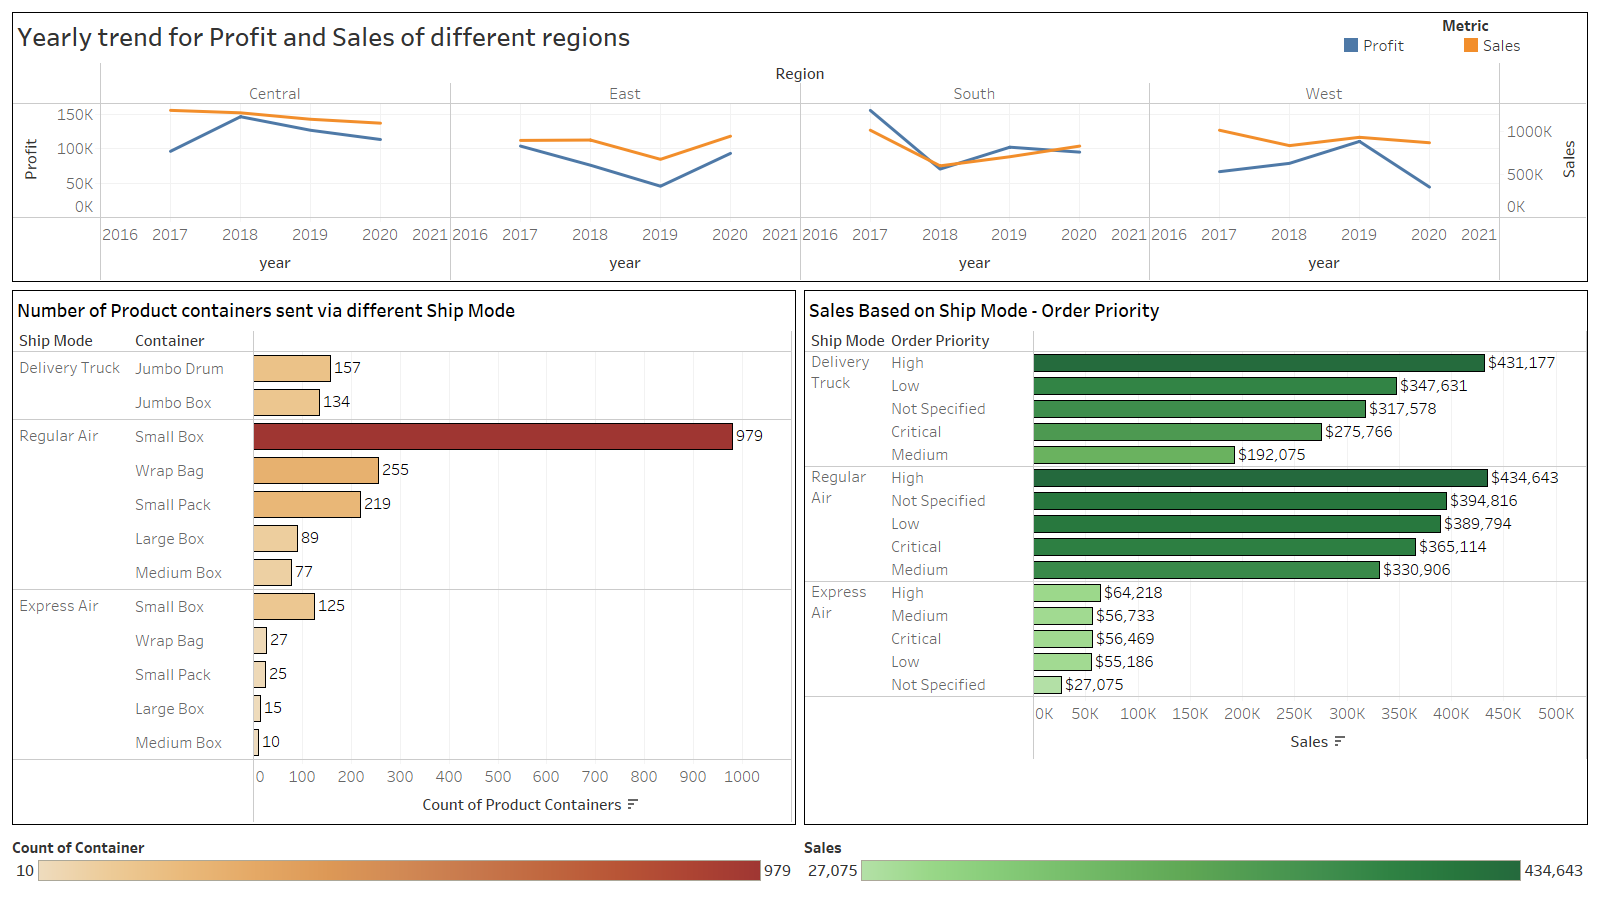 Yearly trend for Profit and Sales of different regions
Metric
Profit Sales
Region
Central East South West
150K
100K
50K
0K
Profit
1000K
500K
0K
Sales
2016 2017 2018 2019 2020 2021 2016 2017 2018 2019 2020 2021 2016 2017 2018 2019 2020 2021 2016 2017 2018 2019 2020 2021
year year year year
Number of Product containers sent via different Ship Mode
Ship Mode Container
Delivery Truck Jumbo Drum 157
Jumbo Box 134
Regular Air Small Box 979
Wrap Bag 255
Small Pack 219
Large Box 89
Medium Box 77
Express Air Small Box 125
Wrap Bag 27
Small Pack 25
Large Box 15
Medium Box 10
0 100 200 300 400 500 600 700 800 900 1000
Count of Product Containers
Count of Container
10 979
Sales Based on Ship Mode - Order Priority
Ship Mode Order Priority
Delivery Truck High $431,177
Low $347,631
Not Specified $317,578
Critical $275,766
Medium $192,075
Regular Air High $434,643
Not Specified $394,816
Low $389,794
Critical $365,114
Medium $330,906
Express Air High $64,218
Medium $56,733
Critical $56,469
Low $55,186
Not Specified $27,075
0K 50K 100K 150K 200K 250K 300K 350K 400K 450K 500K
Sales
Sales
27,075 434,643